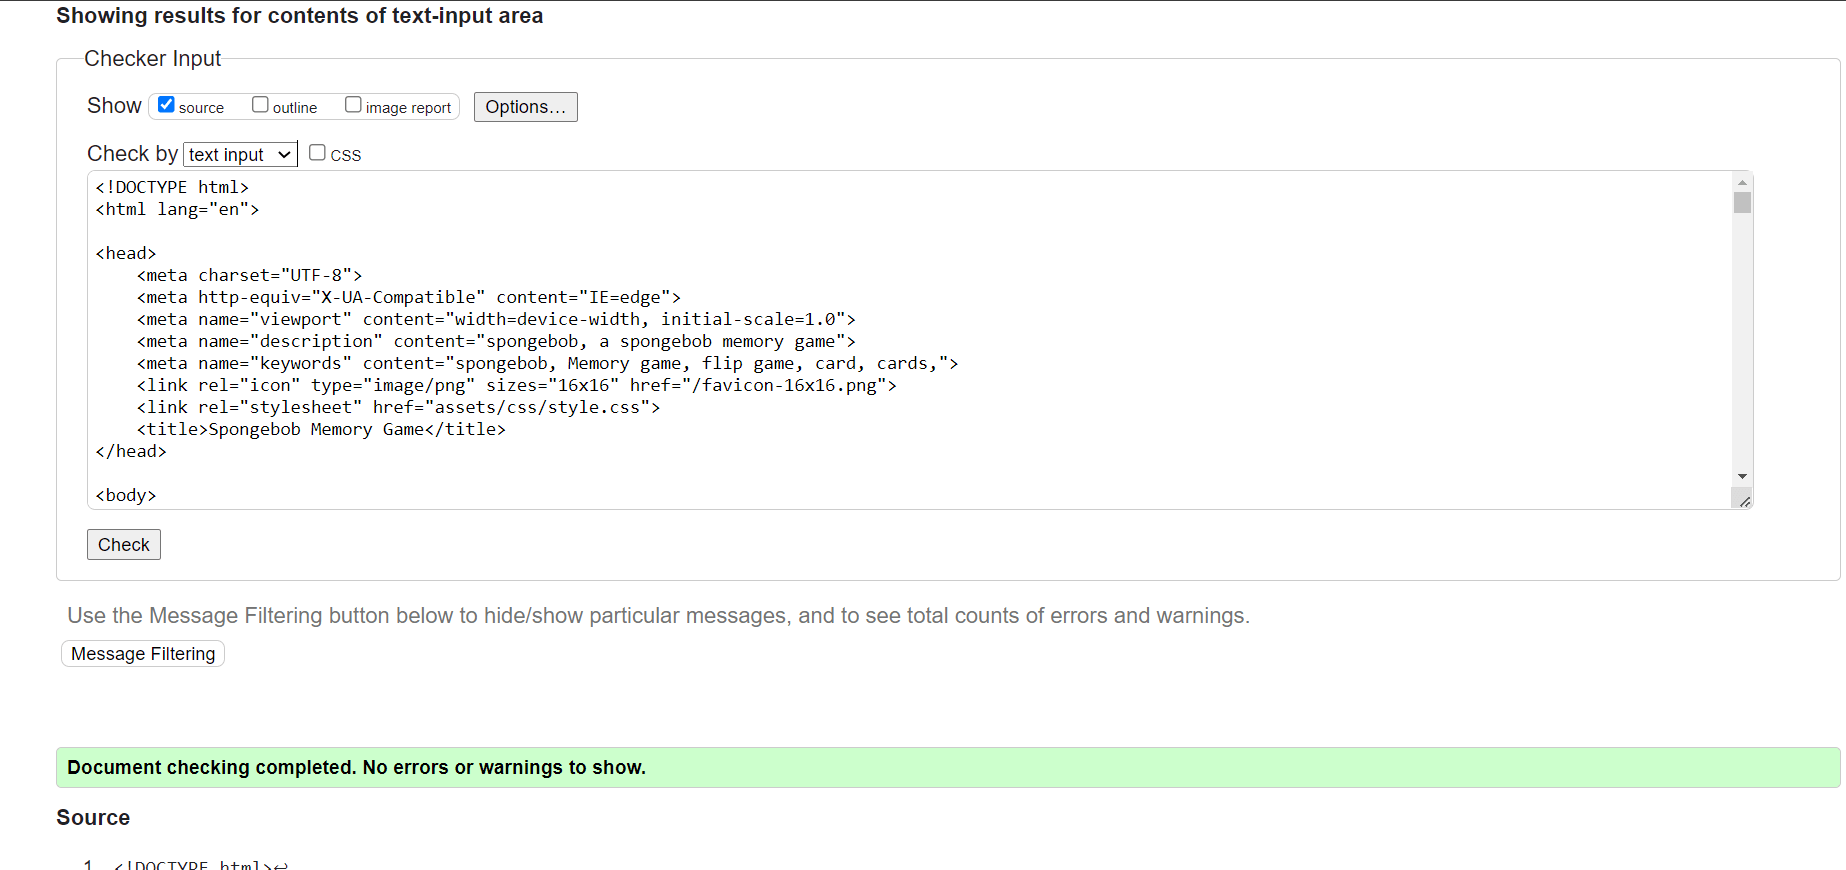 Showing results for contents of text-input area
Checker Input
Show source outline image report Options...
Check by text input CSS
<!DOCTYPE html>
<html lang="en">
<head>
    <meta charset="UTF-8">
    <meta http-equiv="X-UA-Compatible" content="IE=edge">
    <meta name="viewport" content="width=device-width, initial-scale=1.0">
    <meta name="description" content="spongebob, a spongebob memory game">
    <meta name="keywords" content="spongebob, Memory game, flip game, card, cards,">
    <link rel="icon" type="image/png" sizes="16x16" href="/favicon-16x16.png">
    <link rel="stylesheet" href="assets/css/style.css">
    <title>Spongebob Memory Game</title>
</head>
<body>
Check
Use the Message Filtering button below to hide/show particular messages, and to see total counts of errors and warnings.
Message Filtering
Document checking completed. No errors or warnings to show.
Source
1 <!DOCTYPE html>↩